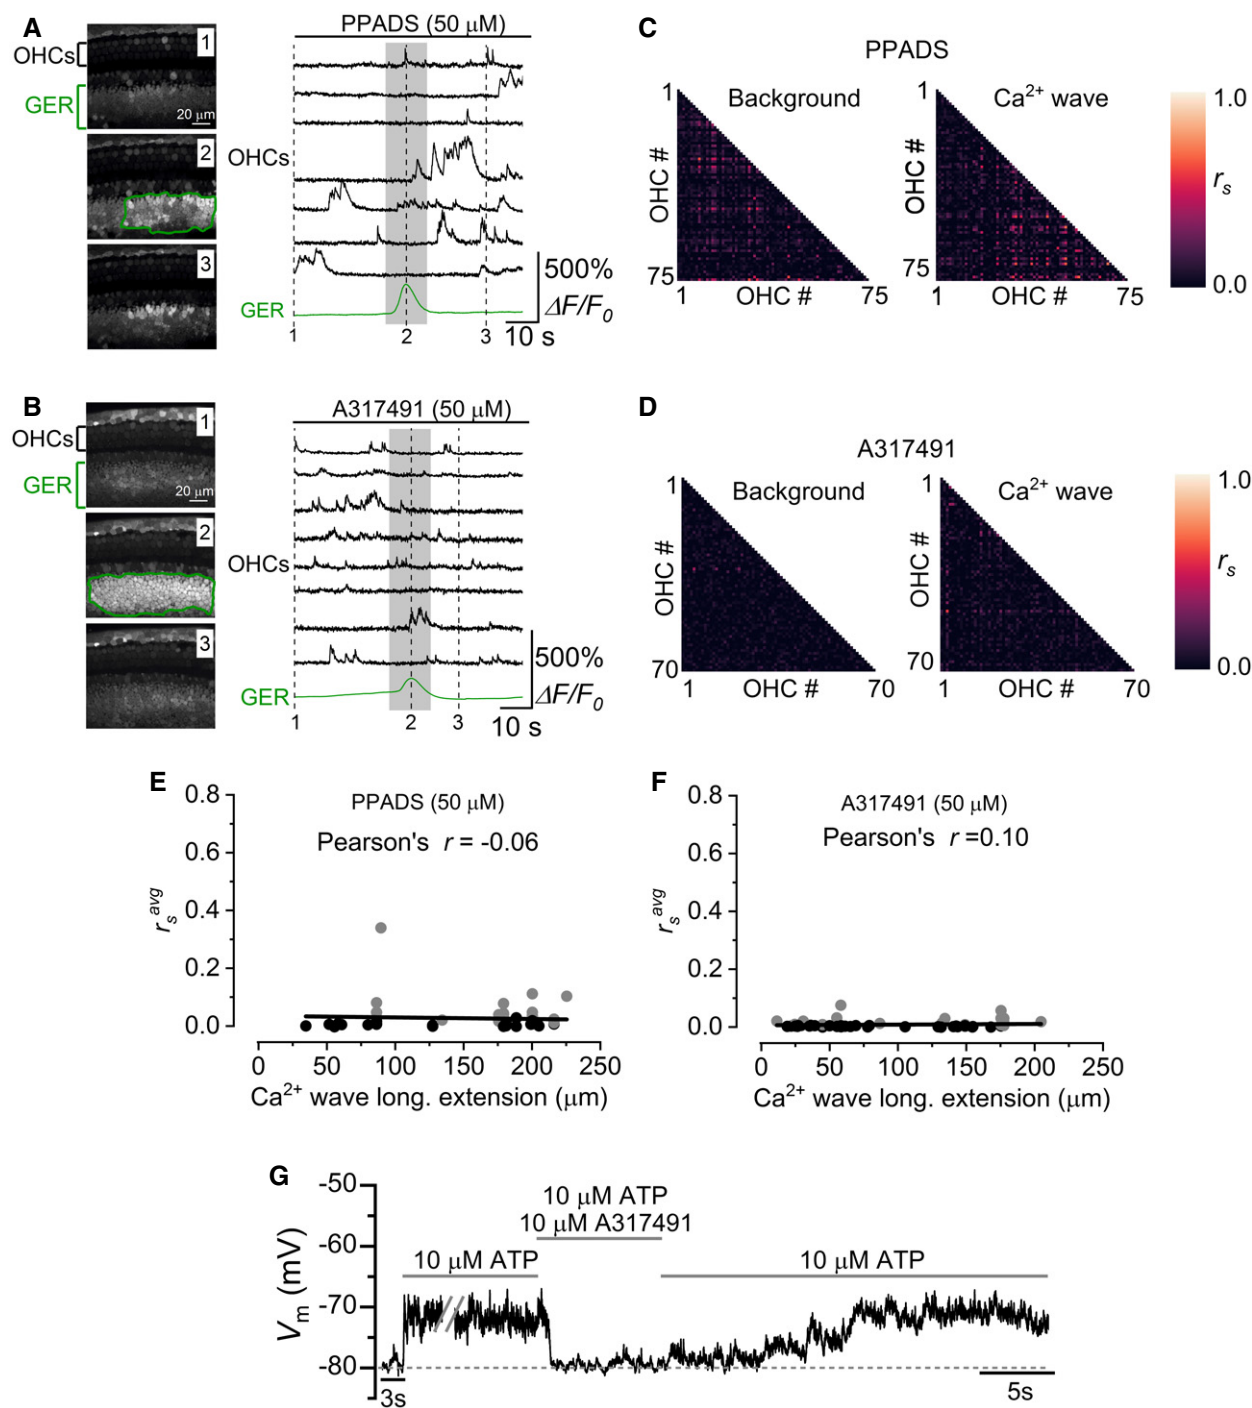 A
OHCs
GER
1
20 μm
2
3
PPADS (50 μM)
OHCs
GER
1
2
3
500%
ΔF/F0
10 s
C
PPADS
Background
1
OHC #
75
1
OHC #
75
Ca2+ wave
1
OHC #
75
1
OHC #
75
1.0
rs
0.0
B
OHCs
GER
1
20 μm
2
3
A317491 (50 μM)
OHCs
GER
1
2
3
500%
ΔF/F0
10 s
D
A317491
Background
1
OHC #
70
1
OHC #
70
Ca2+ wave
1
OHC #
70
1
OHC #
70
1.0
rs
0.0
E
PPADS (50 μM)
Pearson's r = -0.06
rs avg
0.8
0.6
0.4
0.2
0.0
0 50 100 150 200 250
Ca2+ wave long. extension (μm)
F
A317491 (50 μM)
Pearson's r =0.10
rs avg
0.8
0.6
0.4
0.2
0.0
0 50 100 150 200 250
Ca2+ wave long. extension (μm)
G
Vm (mV)
-50
-60
-70
-80
10 μM ATP
10 μM A317491
10 μM ATP
10 μM ATP
3s
5s